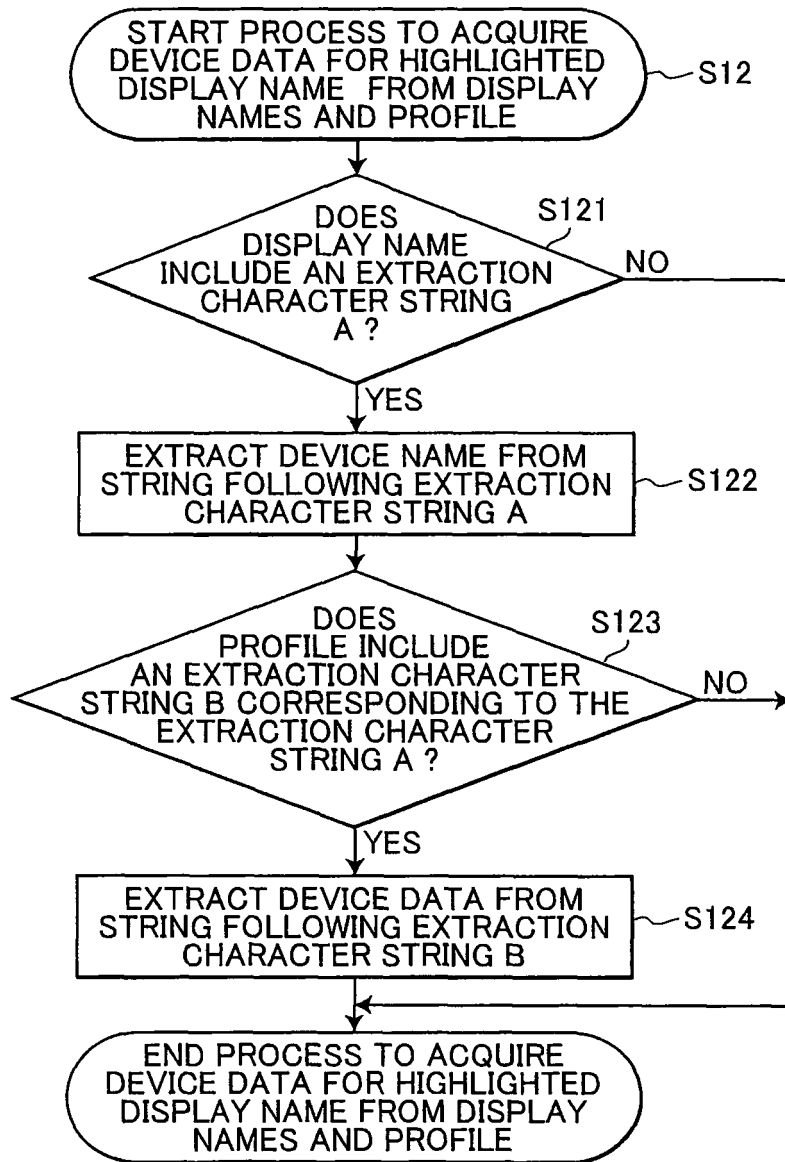 START PROCESS TO ACQUIRE
DEVICE DATA FOR HIGHLIGHTED
DISPLAY NAME FROM DISPLAY
NAMES AND PROFILE
S12
DOES
DISPLAY NAME
INCLUDE AN EXTRACTION
CHARACTER STRING
A ?
S121
NO
YES
EXTRACT DEVICE NAME FROM
STRING FOLLOWING EXTRACTION
CHARACTER STRING A
S122
DOES
PROFILE INCLUDE
AN EXTRACTION CHARACTER
STRING B CORRESPONDING TO THE
EXTRACTION CHARACTER
STRING A ?
S123
NO
YES
EXTRACT DEVICE DATA FROM
STRING FOLLOWING EXTRACTION
CHARACTER STRING B
S124
END PROCESS TO ACQUIRE
DEVICE DATA FOR HIGHLIGHTED
DISPLAY NAME FROM DISPLAY
NAMES AND PROFILE